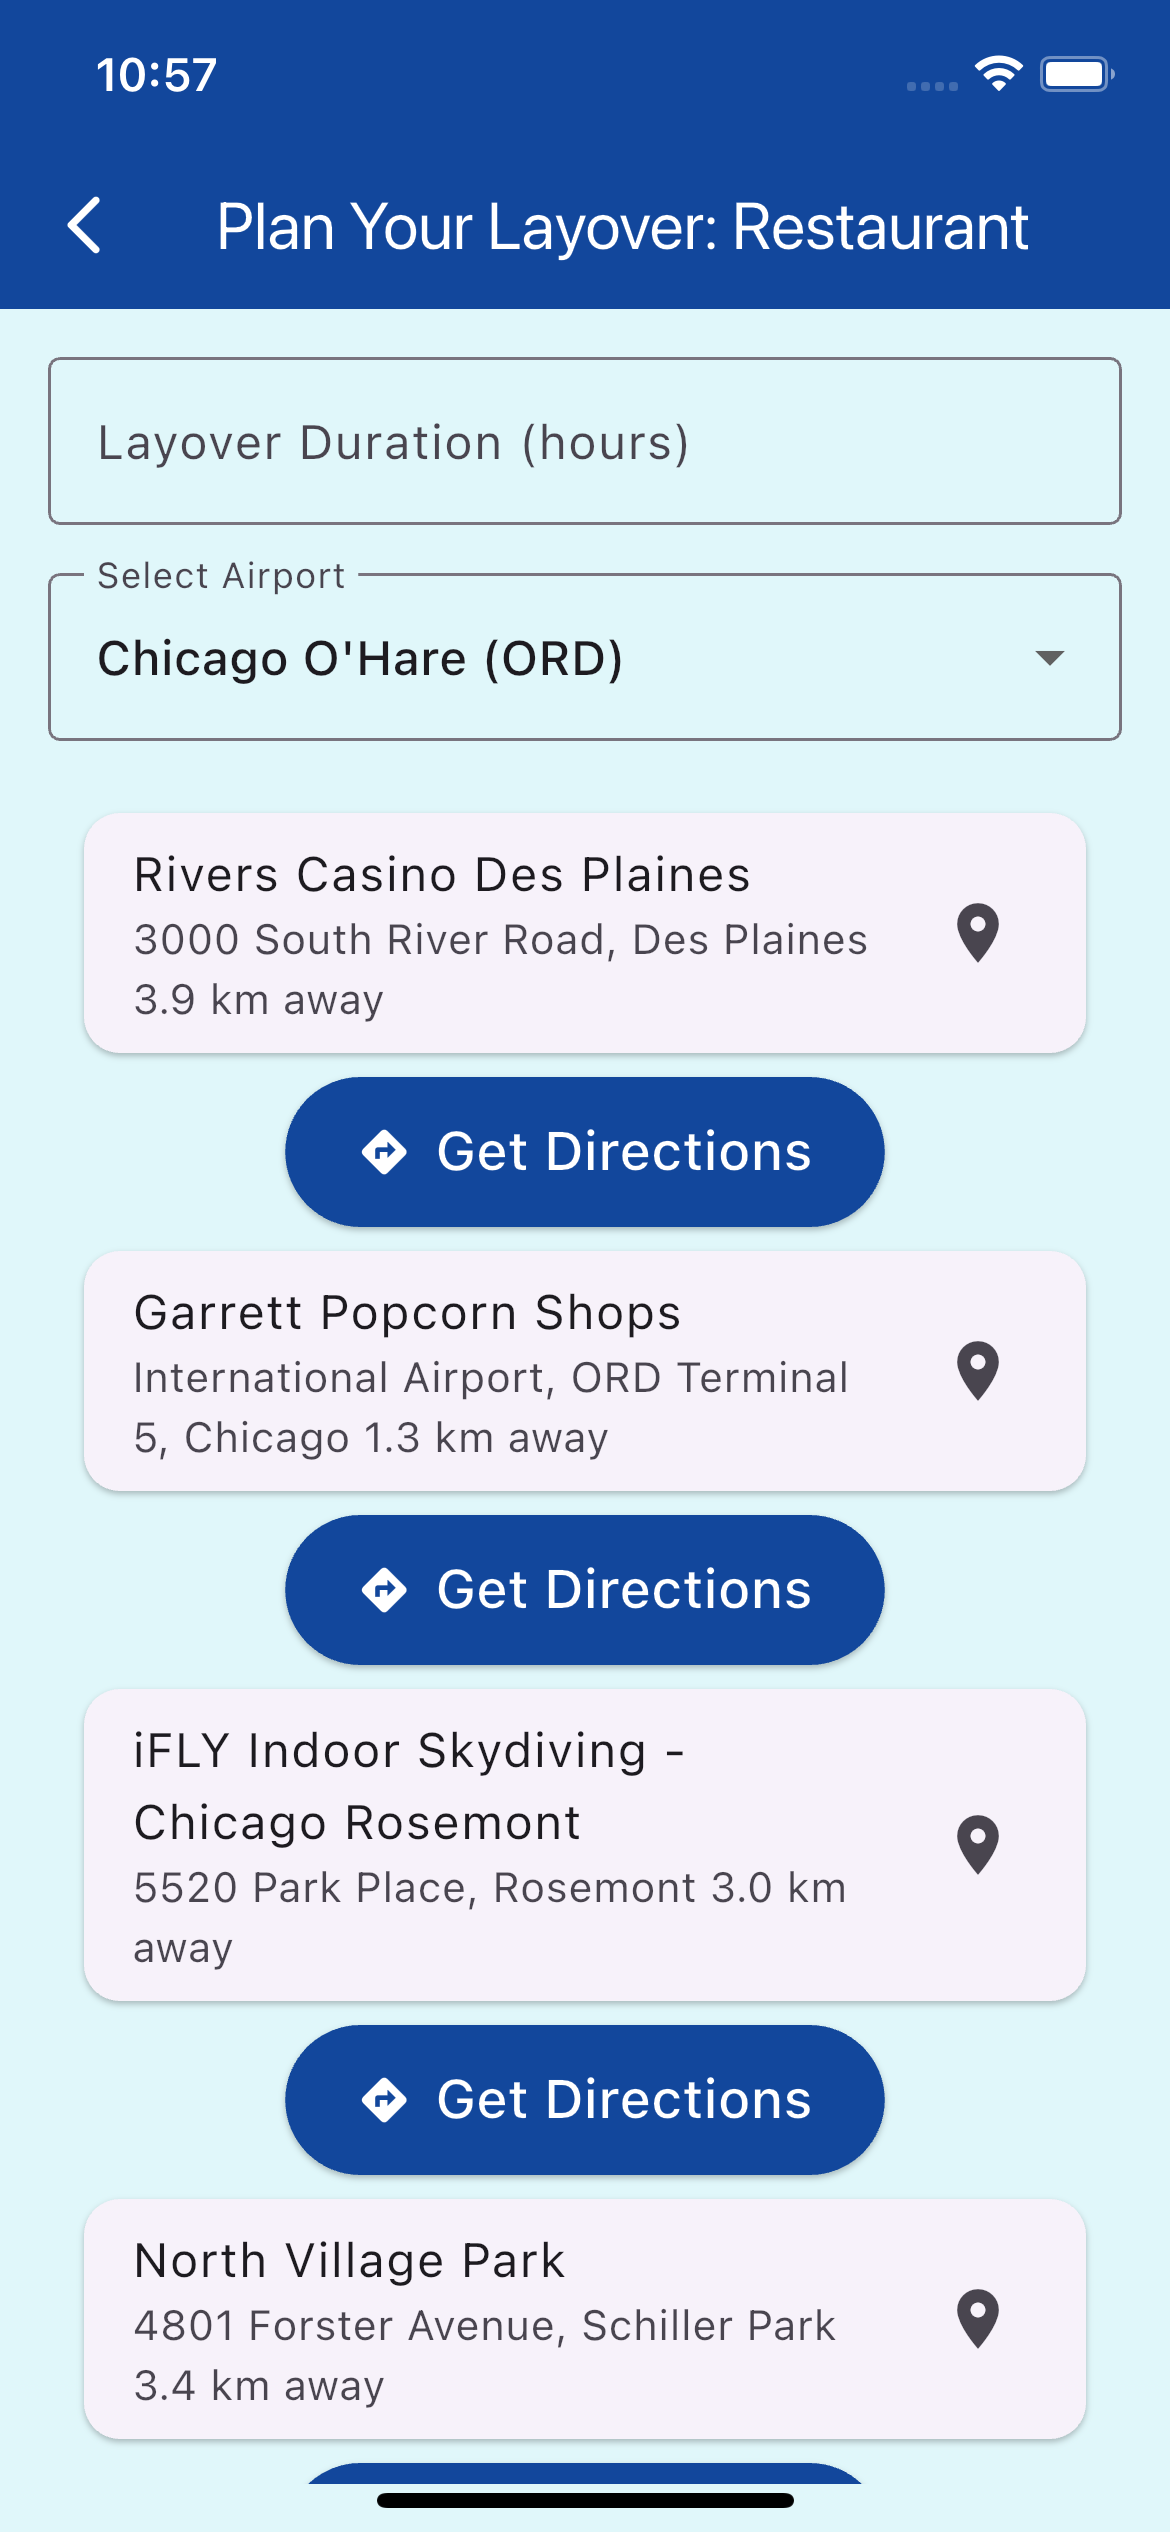 10:57
Plan Your Layover: Restaurant
Layover Duration (hours)
Select Airport
Chicago O'Hare (ORD)
Rivers Casino Des Plaines
3000 South River Road, Des Plaines
3.9 km away
Get Directions
Garrett Popcorn Shops
International Airport, ORD Terminal
5, Chicago 1.3 km away
Get Directions
iFLY Indoor Skydiving -
Chicago Rosemont
5520 Park Place, Rosemont 3.0 km
away
Get Directions
North Village Park
4801 Forster Avenue, Schiller Park
3.4 km away